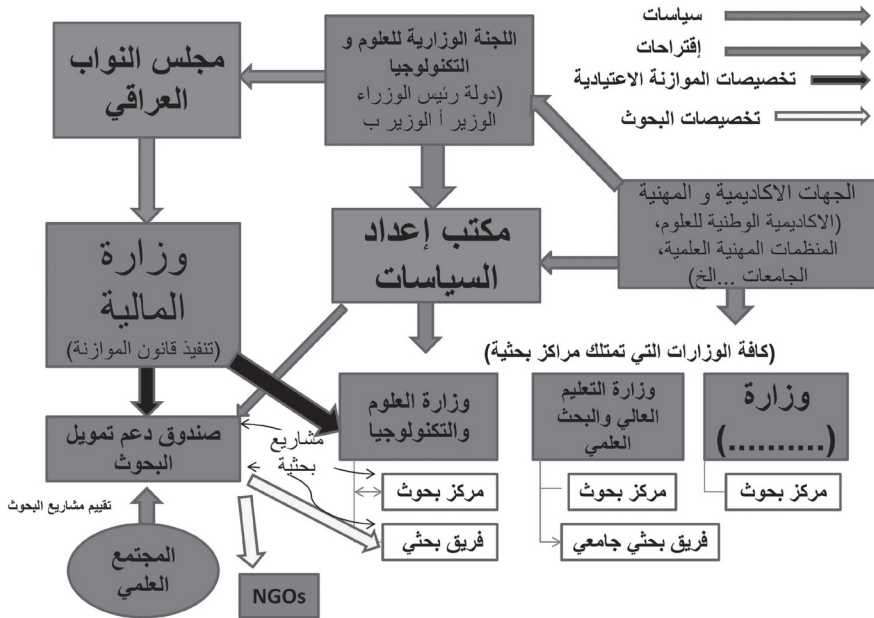 سياسات
إقتراحات
تخصيصات الموازنة الاعتيادية
تخصيصات البحوث
اللجنة الوزارية للعلوم و
التكنولوجيا
(دولة رئيس الوزراء
الوزير أ الوزير ب
مجلس النواب
العراقي
الجهات الاكاديمية و المهنية
(الاكاديمية الوطنية للعلوم،
المنظمات المهنية العلمية،
الجامعات ...الخ)
مكتب إعداد
السياسات
وزارة
المالية
(تنفيذ قانون الموازنة)
(كافة الوزارات التي تمتلك مراكز بحثية)
وزارة
(..........)
وزارة التعليم
العالي والبحث
العلمي
وزارة العلوم
والتكنولوجيا
صندوق دعم تمويل
البحوث
مشاريع
بحثية
مركز بحوث
مركز بحوث
مركز بحوث
فريق بحثي جامعي
فريق بحثي
تقييم مشاريع البحوث
المجتمع
العلمي
NGOs